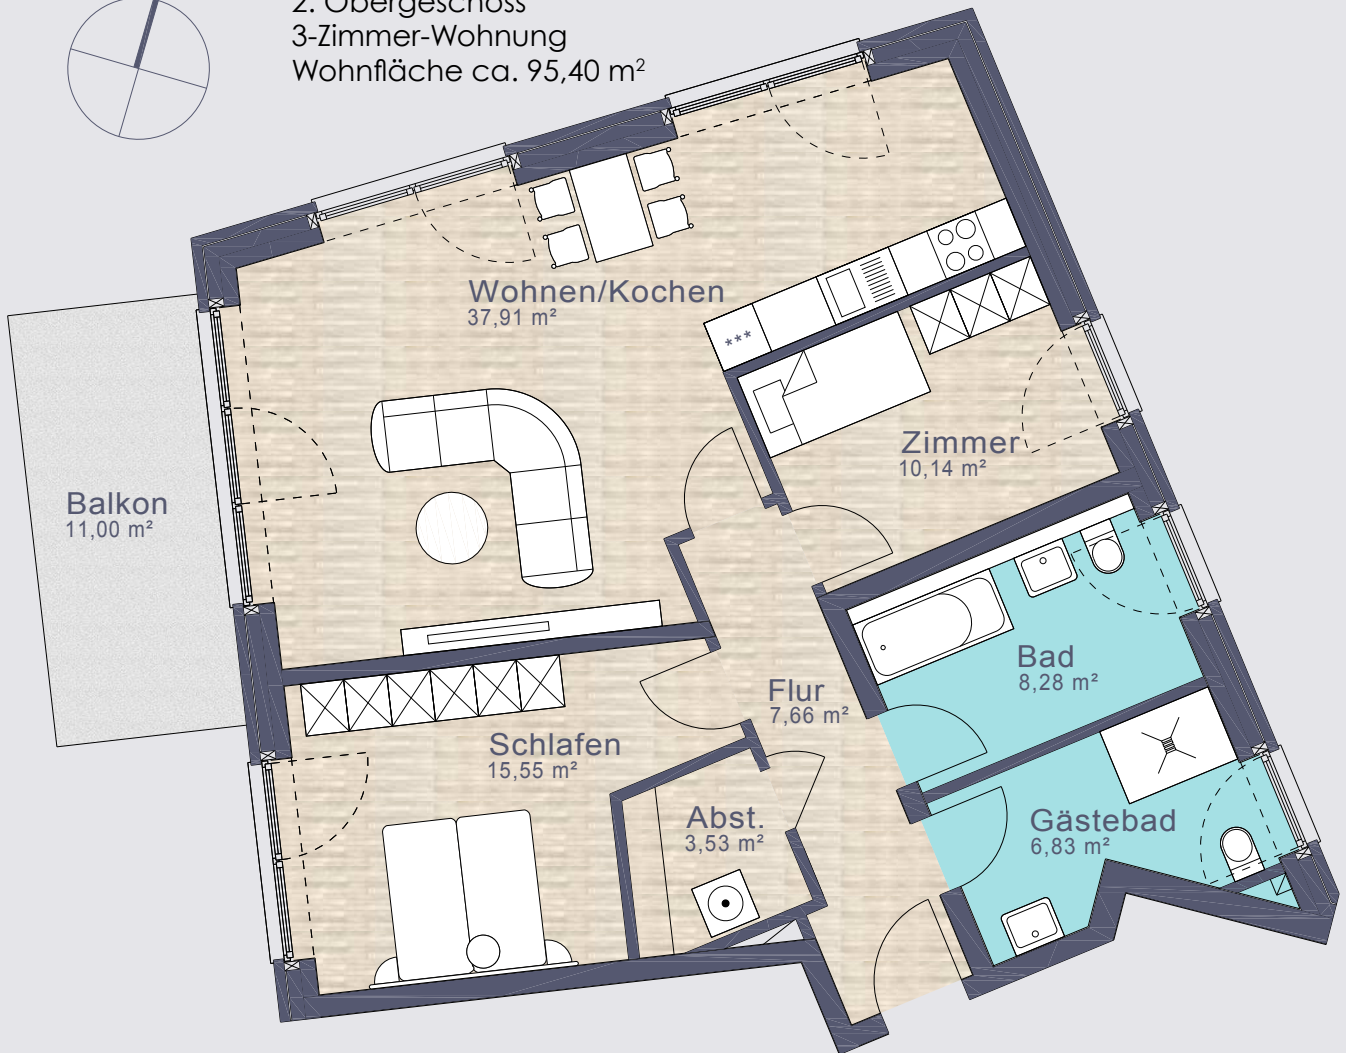 2. Obergeschoss
3-Zimmer-Wohnung
Wohnfläche ca. 95,40 m²
Wohnen/Kochen
37,91 m²
***
Zimmer
10,14 m²
Balkon
11,00 m²
Bad
8,28 m²
Flur
7,66 m²
Schlafen
15,55 m²
Abst.
3,53 m²
Gästebad
6,83 m²